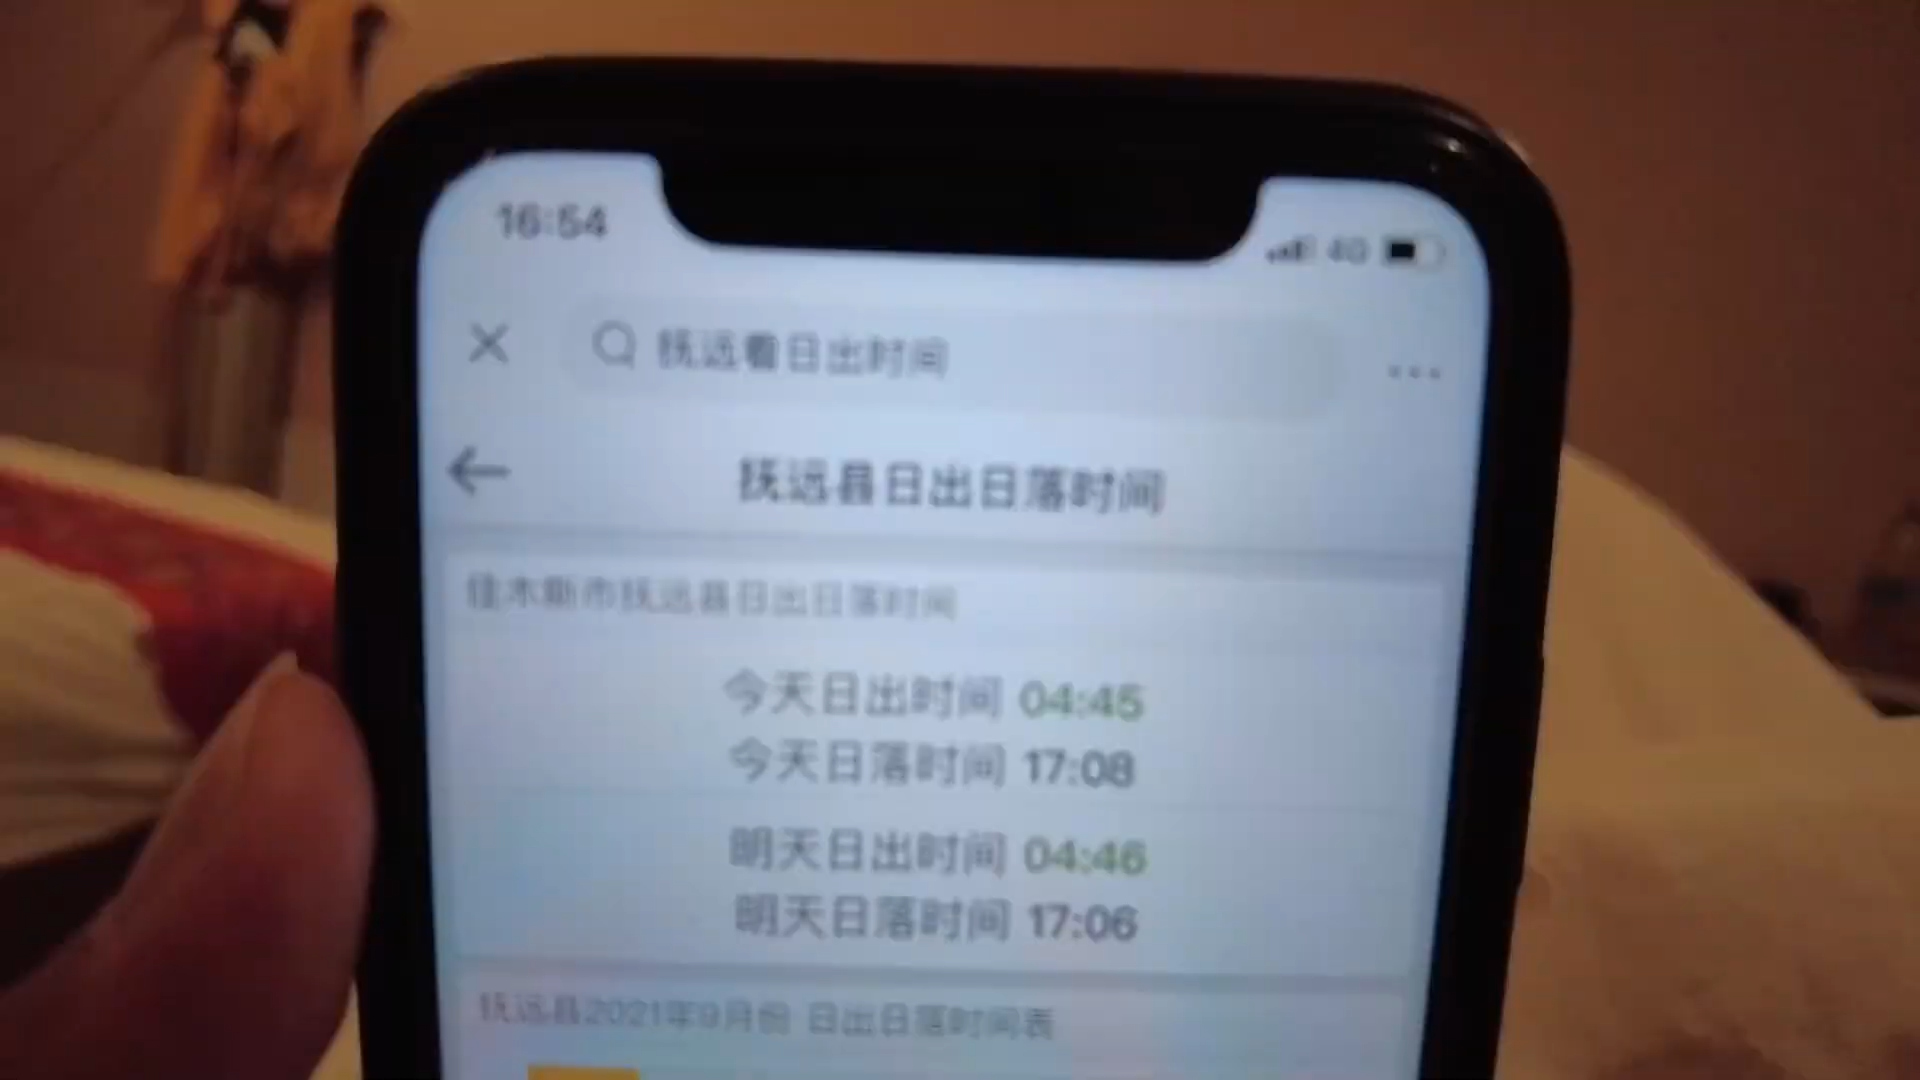 16:54
4G
抚远看日出时间
抚远县日出日落时间
佳木斯市抚远县日出日落时间
今天日出时间 04:45
今天日落时间 17:08
明天日出时间 04:46
明天日落时间 17:06
抚远县2021年9月份 日出日落时间表